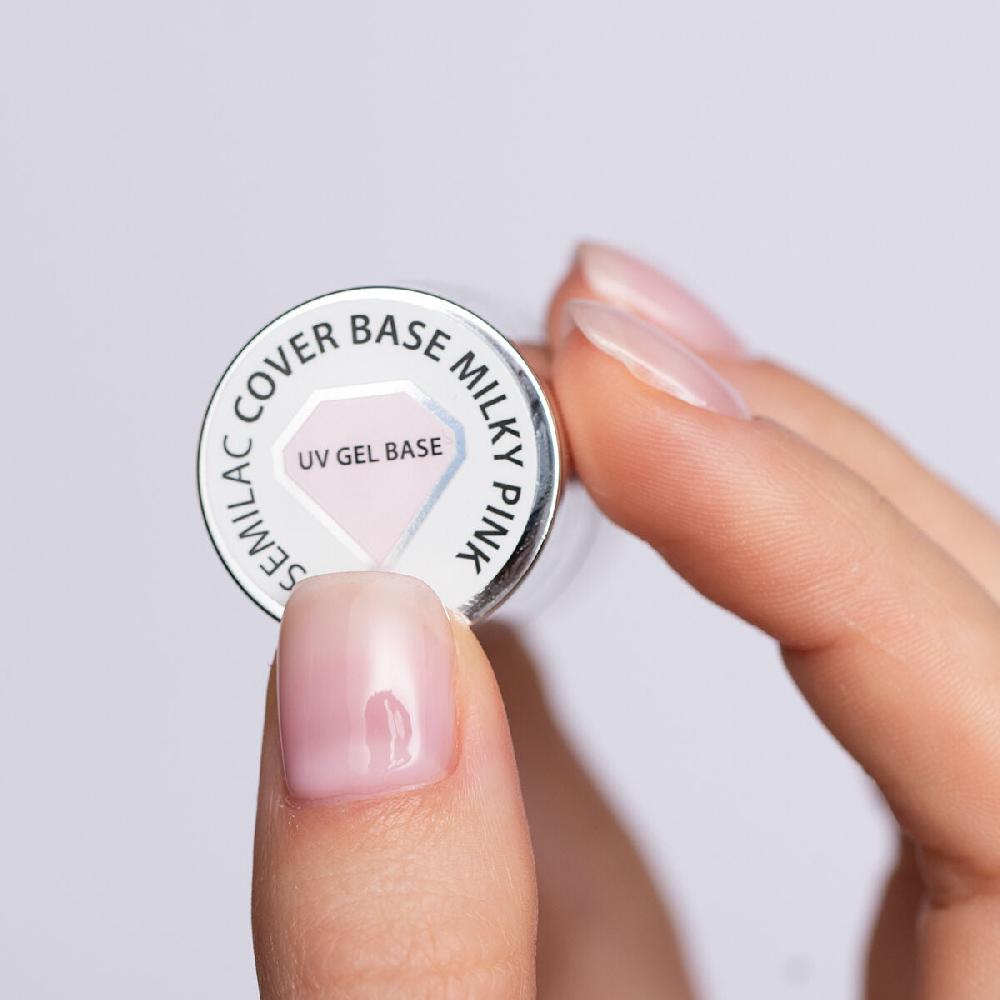 SEMILAC COVER BASE MILKY PINK
UV GEL BASE